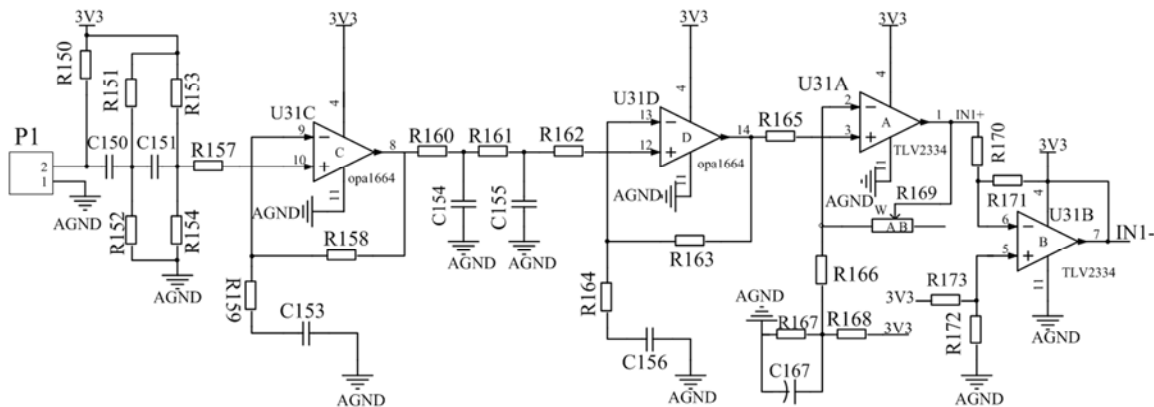 3V3
R150
R151
R153
P1
2
1
AGND
C150
C151
R152
R154
AGND
R157
3V3
4
U31C
9
8
C
10
opa1664
11
AGND
R158
R159
C153
AGND
R160
R161
R162
C154
C155
AGND
AGND
3V3
4
U31D
13
14
D
12
opa1664
11
AGND
R163
R164
C156
AGND
R165
3V3
4
U31A
2
1
IN1+
A
3
TLV2334
11
AGND
R169
W
A B
R166
AGND
R167
R168
3V3
C167
AGND
R170
R171
3V3
4
U31B
6
7
IN1-
B
5
TLV2334
11
AGND
R173
3V3
R172
AGND